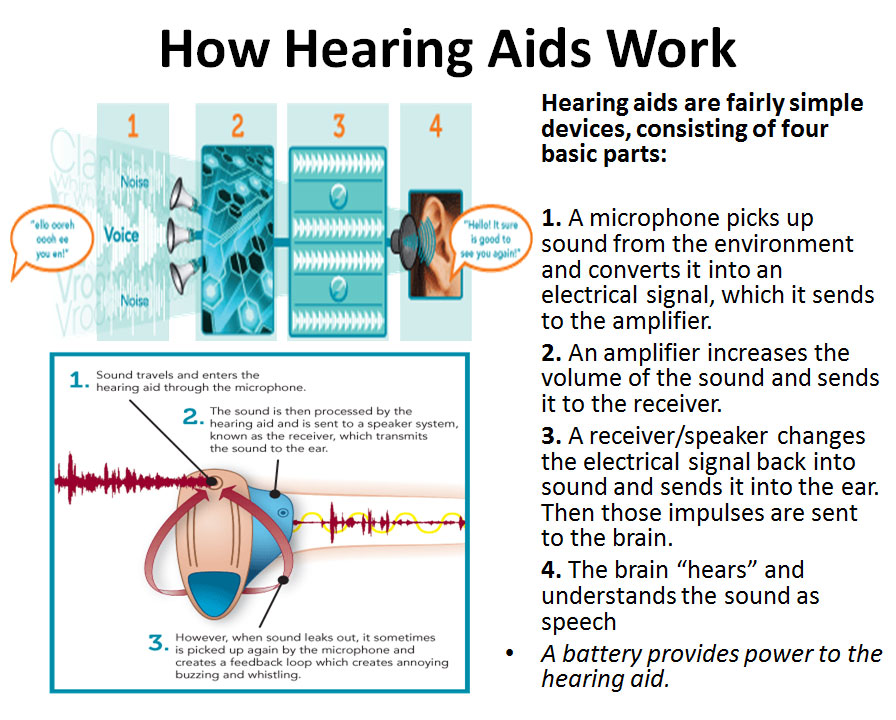 How Hearing Aids Work
1
2
3
4
Noise
Voice
Noise
"ello ooreh
oooh ee
you en!"
"Hello! It sure
is good to
see you again!"
1. Sound travels and enters the
hearing aid through the microphone.
2. The sound is then processed by the
hearing aid and is sent to a speaker system,
known as the receiver, which transmits
the sound to the ear.
3. However, when sound leaks out, it sometimes
is picked up again by the microphone and
creates a feedback loop which creates annoying
buzzing and whistling.
Hearing aids are fairly simple
devices, consisting of four
basic parts:
1. A microphone picks up
sound from the environment
and converts it into an
electrical signal, which it sends
to the amplifier.
2. An amplifier increases the
volume of the sound and sends
it to the receiver.
3. A receiver/speaker changes
the electrical signal back into
sound and sends it into the ear.
Then those impulses are sent
to the brain.
4. The brain “hears” and
understands the sound as
speech
• A battery provides power to the
hearing aid.